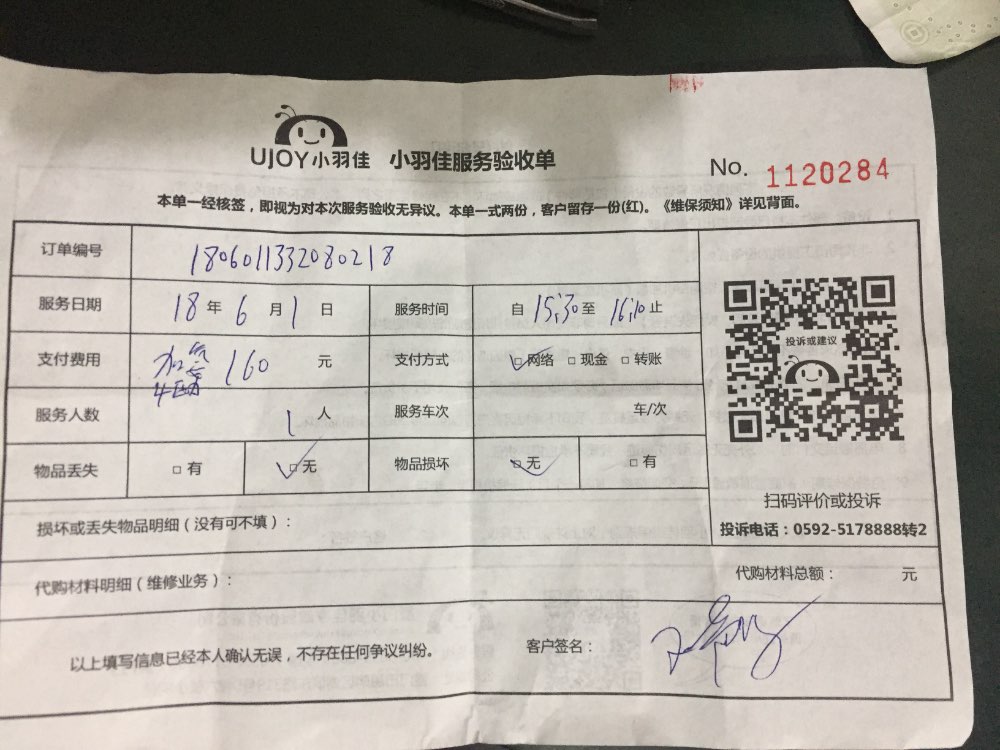 UJOY小羽佳 小羽佳服务验收单
No. 1120284
本单一经核签，即视为对本次服务验收无异议。本单一式两份，客户留存一份(红)。《维保须知》详见背面。
订单编号 1806011332080218
服务日期 18 年 6 月 1 日 服务时间 自 15:30 至 16:10 止
支付费用 加氟 160 元 支付方式 □网络 □现金 □转账
服务人数 1 人 服务车次 车/次
物品丢失 □有 □无 物品损坏 □无 □有
损坏或丢失物品明细（没有可不填）：
代购材料明细（维修业务）： 代购材料总额： 元
以上填写信息已经本人确认无误，不存在任何争议纠纷。 客户签名：
投诉或建议
扫码评价或投诉
投诉电话：0592-5178888转2